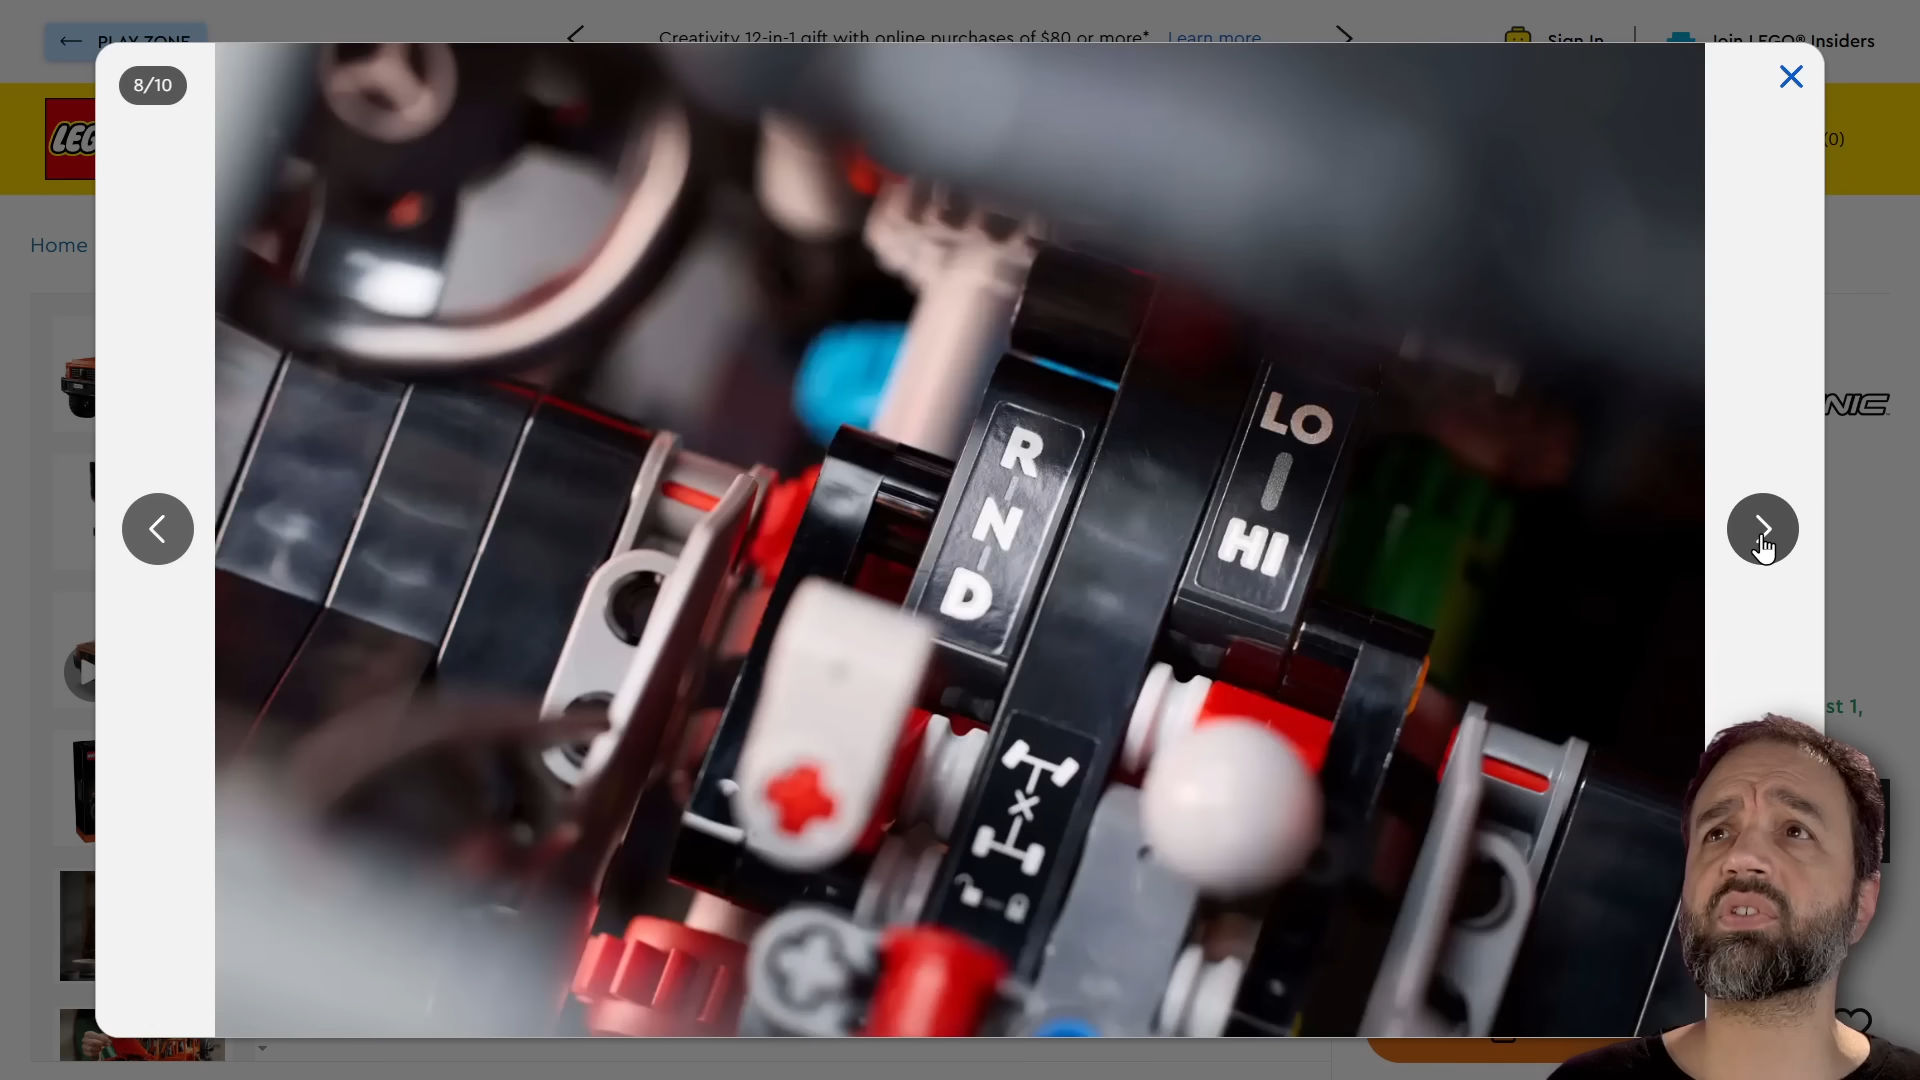 PLAY ZONE
Creativity 12-in-1 gift with online purchases of $80 or more* Learn more
Sign In
Join LEGO® Insiders
8/10
(0)
Home
LO
HI
R
N
D
st 1,